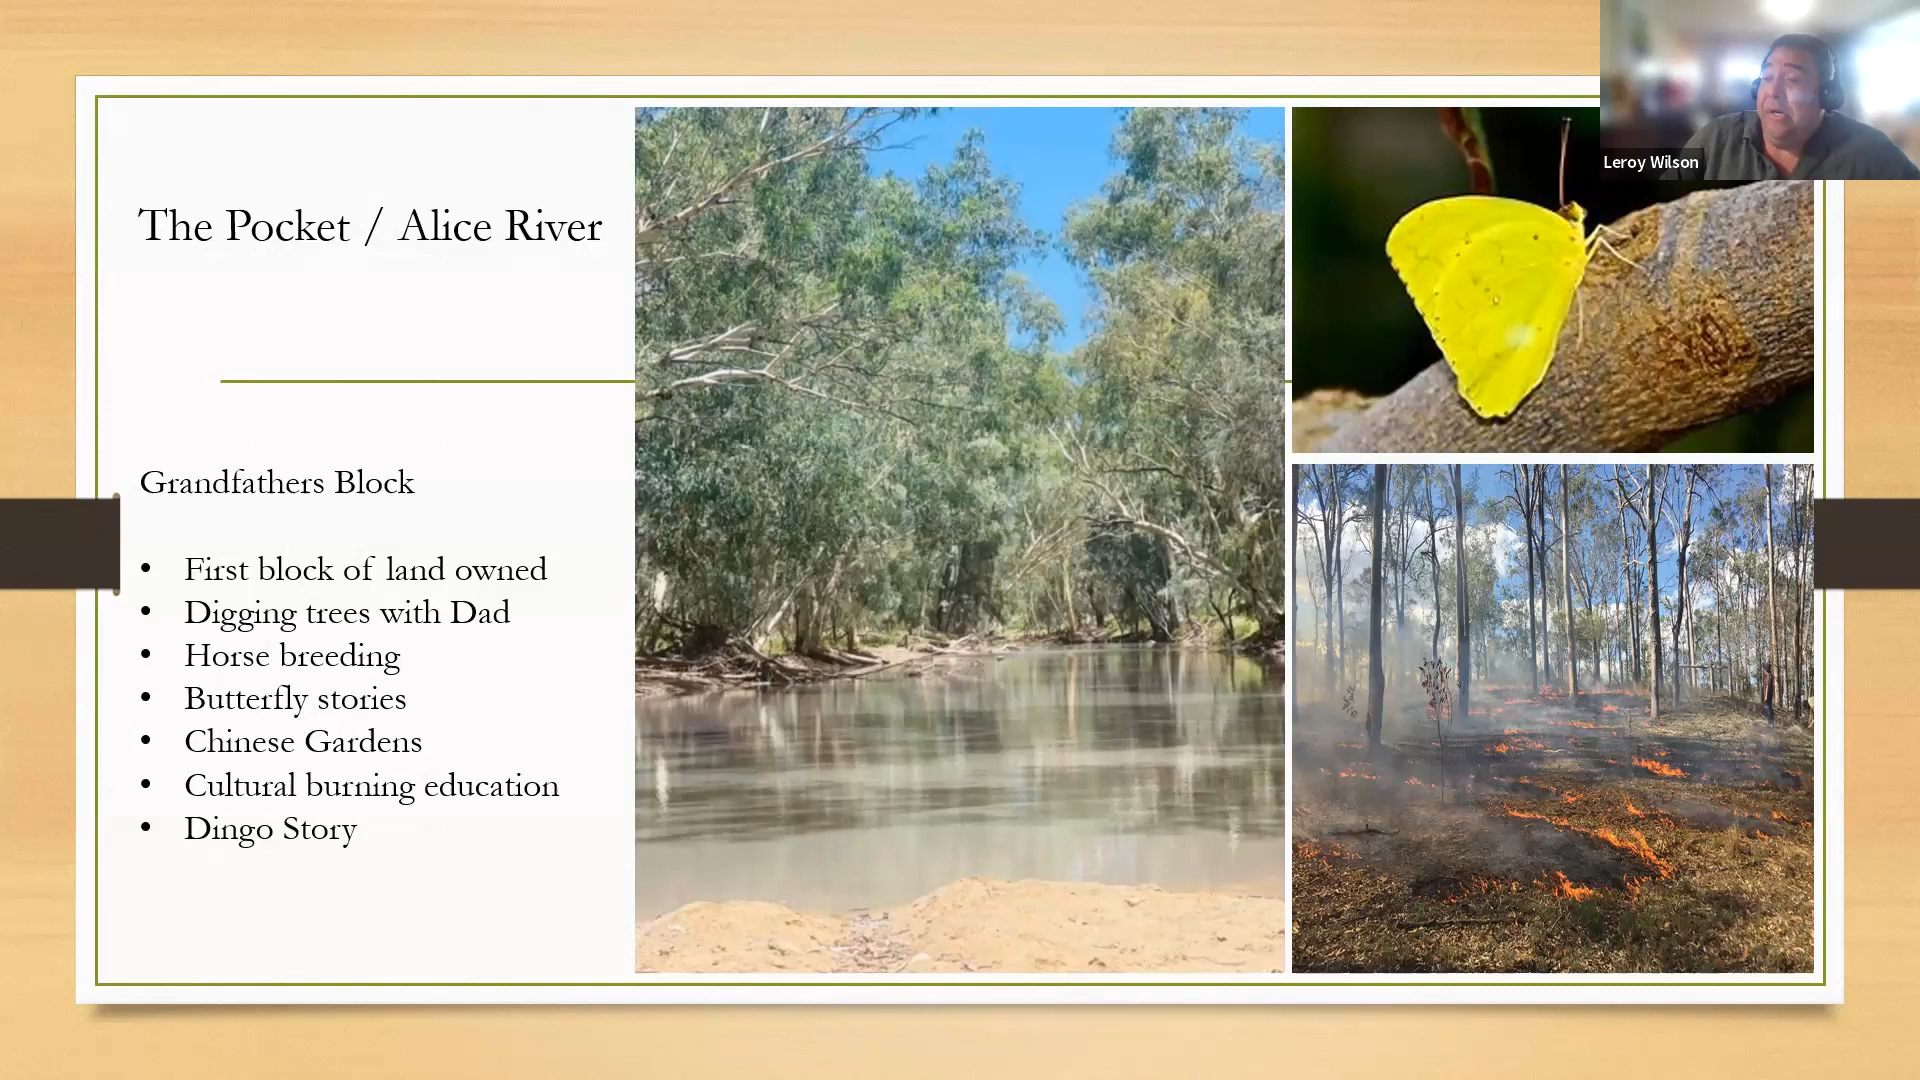 Leroy Wilson
The Pocket / Alice River
Grandfathers Block
• First block of land owned
• Digging trees with Dad
• Horse breeding
• Butterfly stories
• Chinese Gardens
• Cultural burning education
• Dingo Story